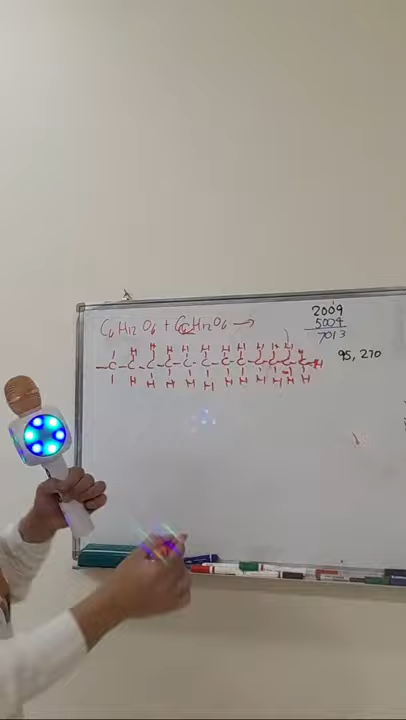 C6H12O6 + C6H12O6 →
H H H H H H H H H H H
— C — C — C — C — C — C — C — C — C — C — C — H
H H H H H H H H H H
2009
5004
7013
95, 270